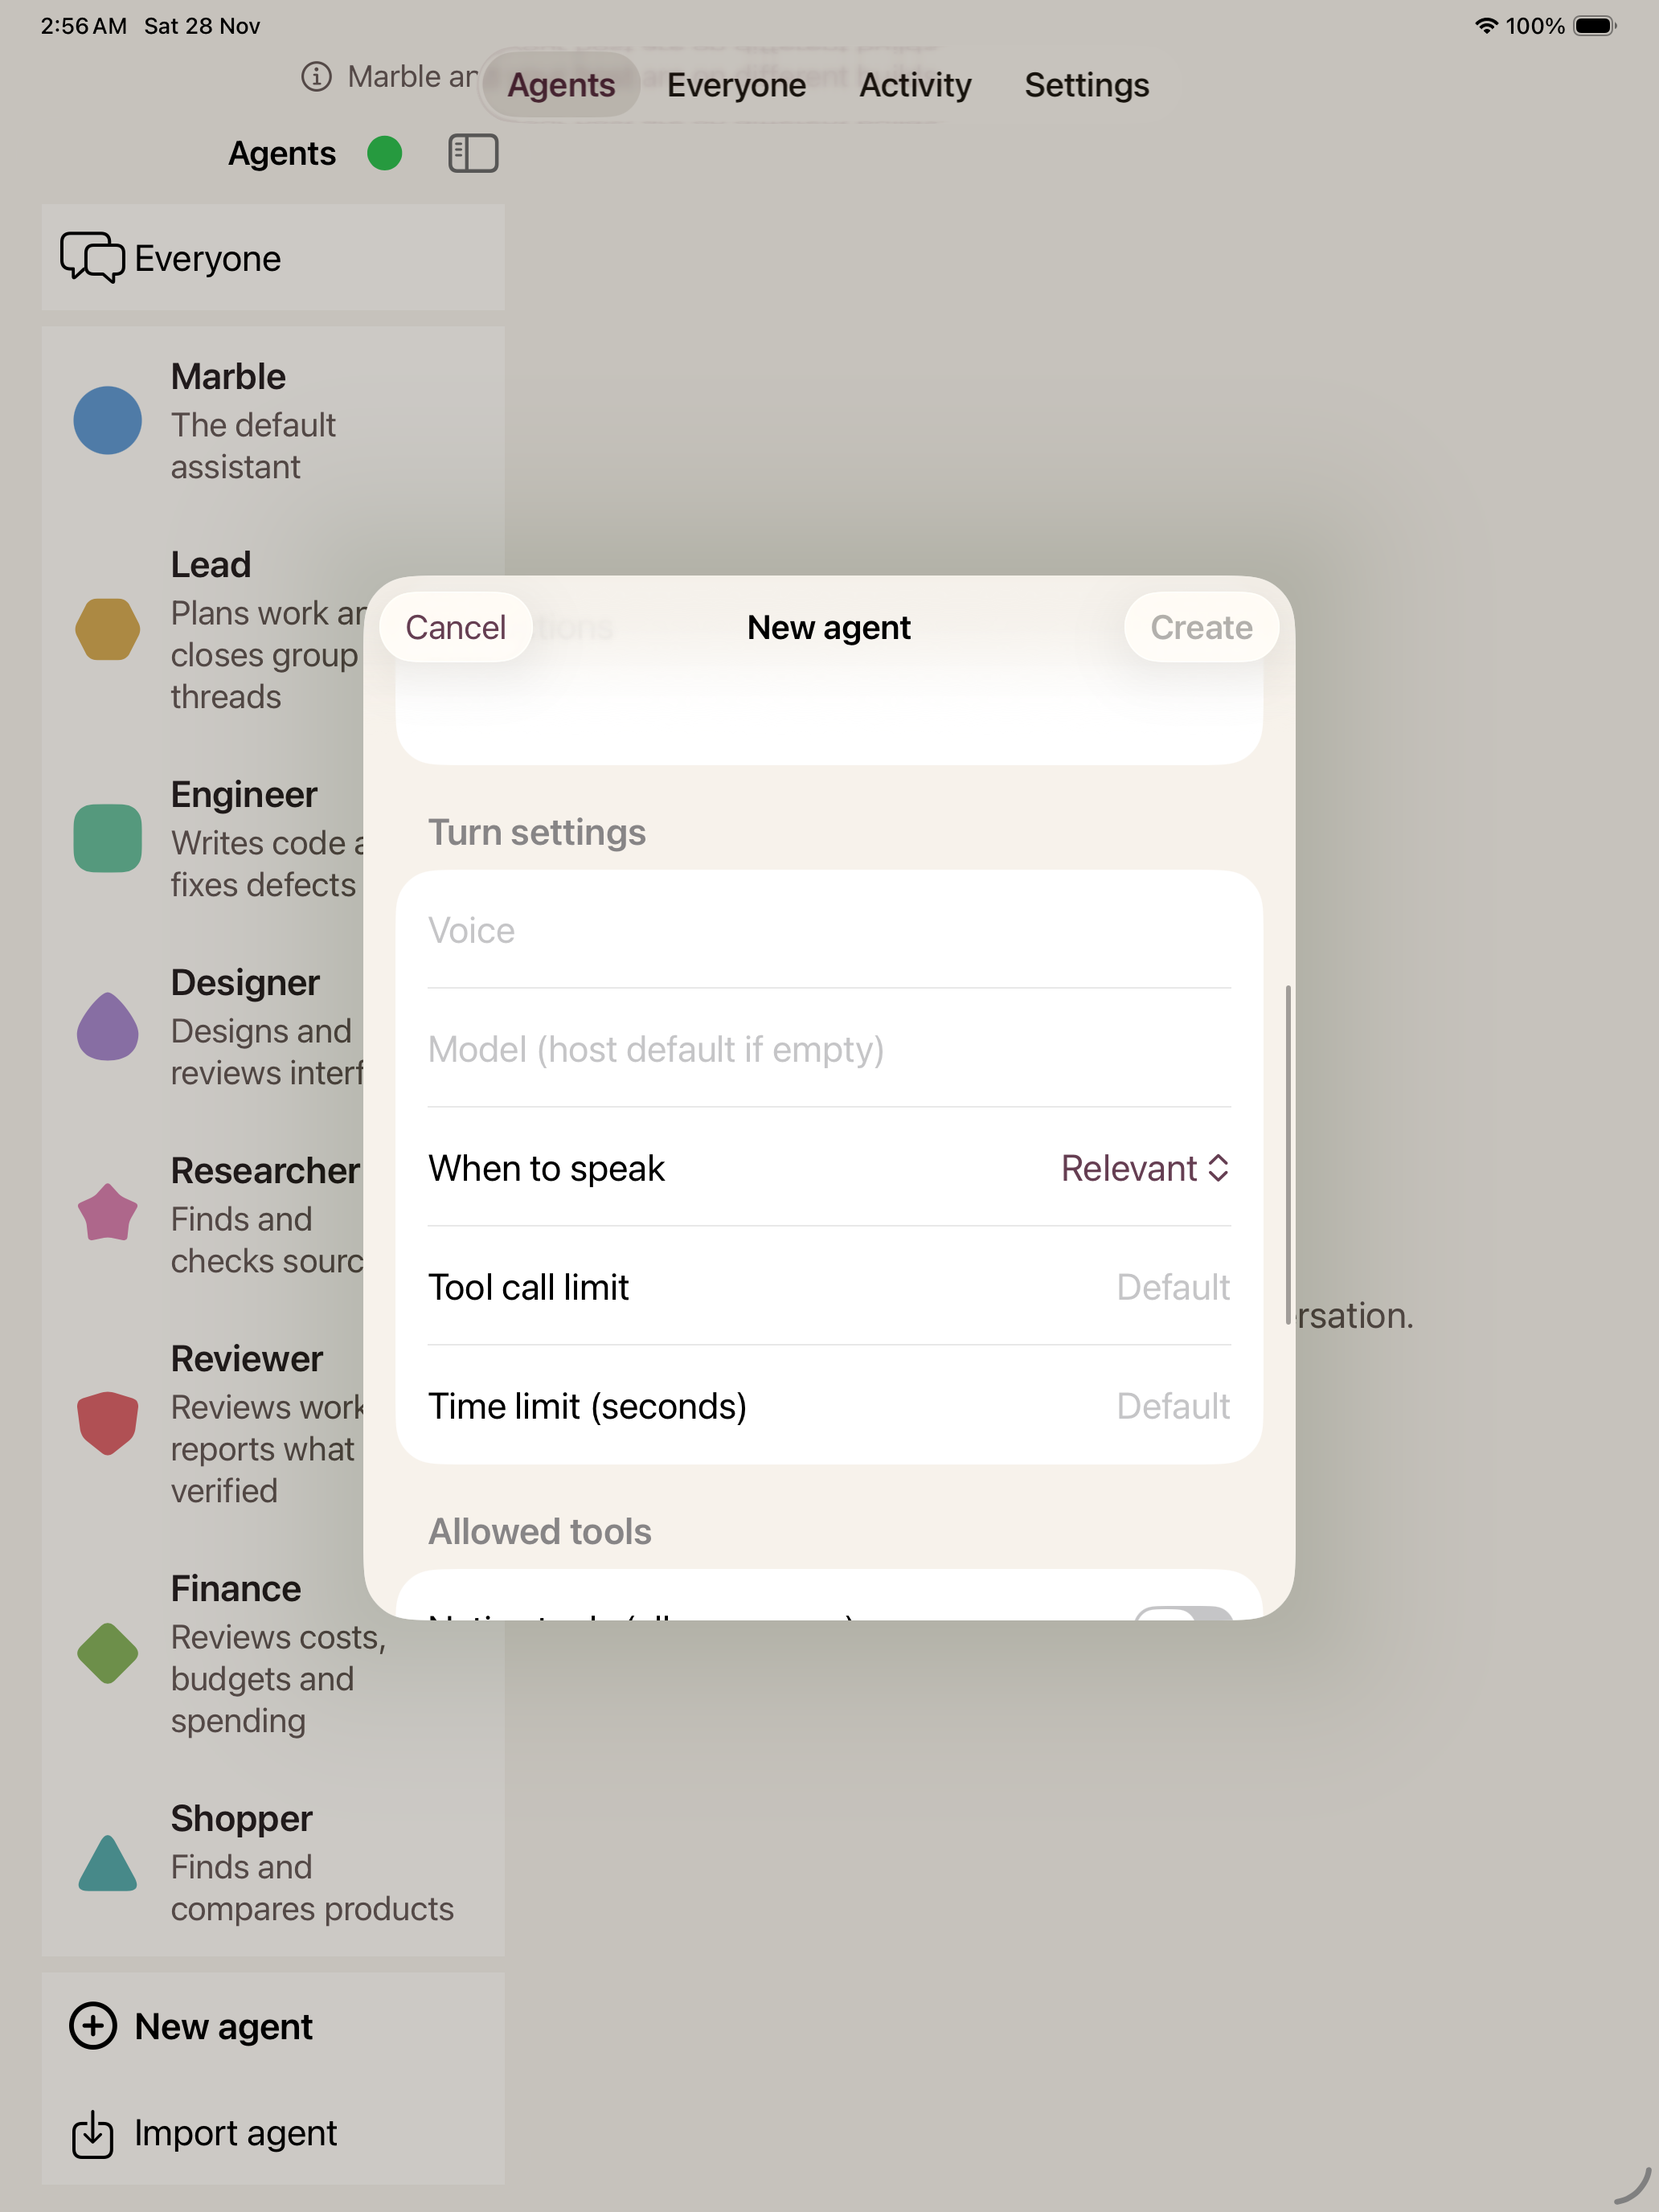 2:56 AM Sat 28 Nov
100%
Marble an
Agents Everyone Activity Settings
Agents
Everyone
Marble
The default
assistant
Lead
Plans work an
closes group
threads
Engineer
Writes code a
fixes defects
Designer
Designs and
reviews interf
Researcher
Finds and
checks sourc
Reviewer
Reviews work
reports what
verified
Finance
Reviews costs,
budgets and
spending
Shopper
Finds and
compares products
New agent
Import agent
Cancel
New agent
Create
Turn settings
Voice
Model (host default if empty)
When to speak Relevant
Tool call limit Default
Time limit (seconds) Default
Allowed tools
rsation.